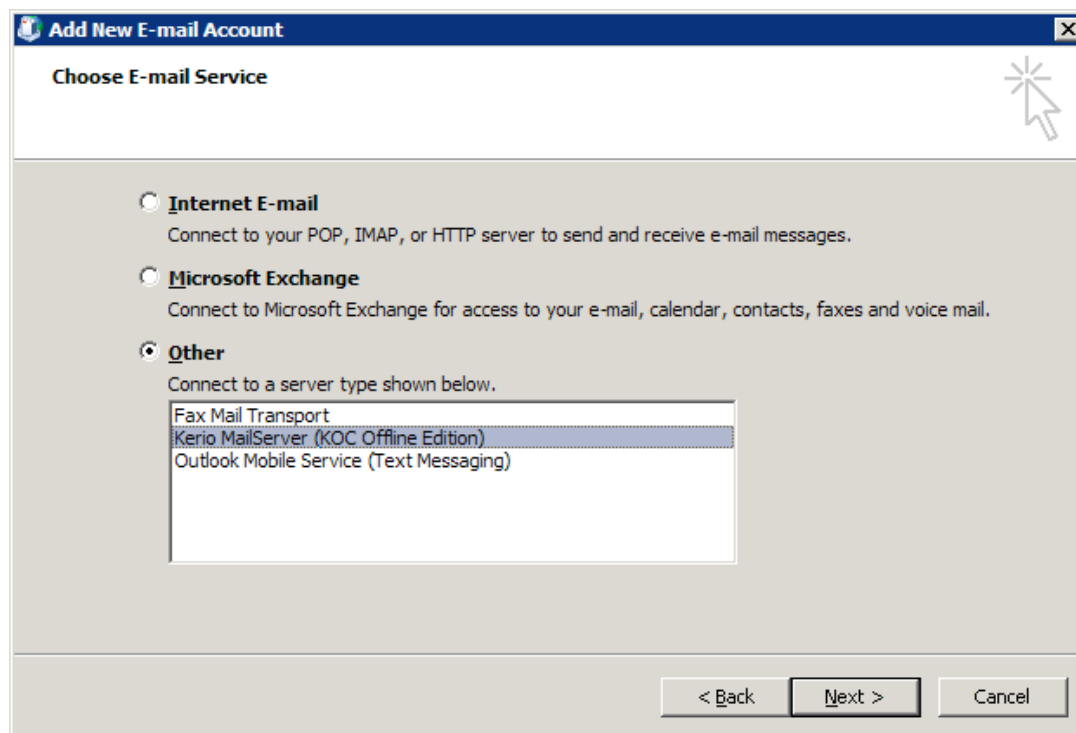 Add New E-mail Account
Choose E-mail Service
Internet E-mail
Connect to your POP, IMAP, or HTTP server to send and receive e-mail messages.
Microsoft Exchange
Connect to Microsoft Exchange for access to your e-mail, calendar, contacts, faxes and voice mail.
Other
Connect to a server type shown below.
Fax Mail Transport
Kerio MailServer (KOC Offline Edition)
Outlook Mobile Service (Text Messaging)
< Back Next > Cancel